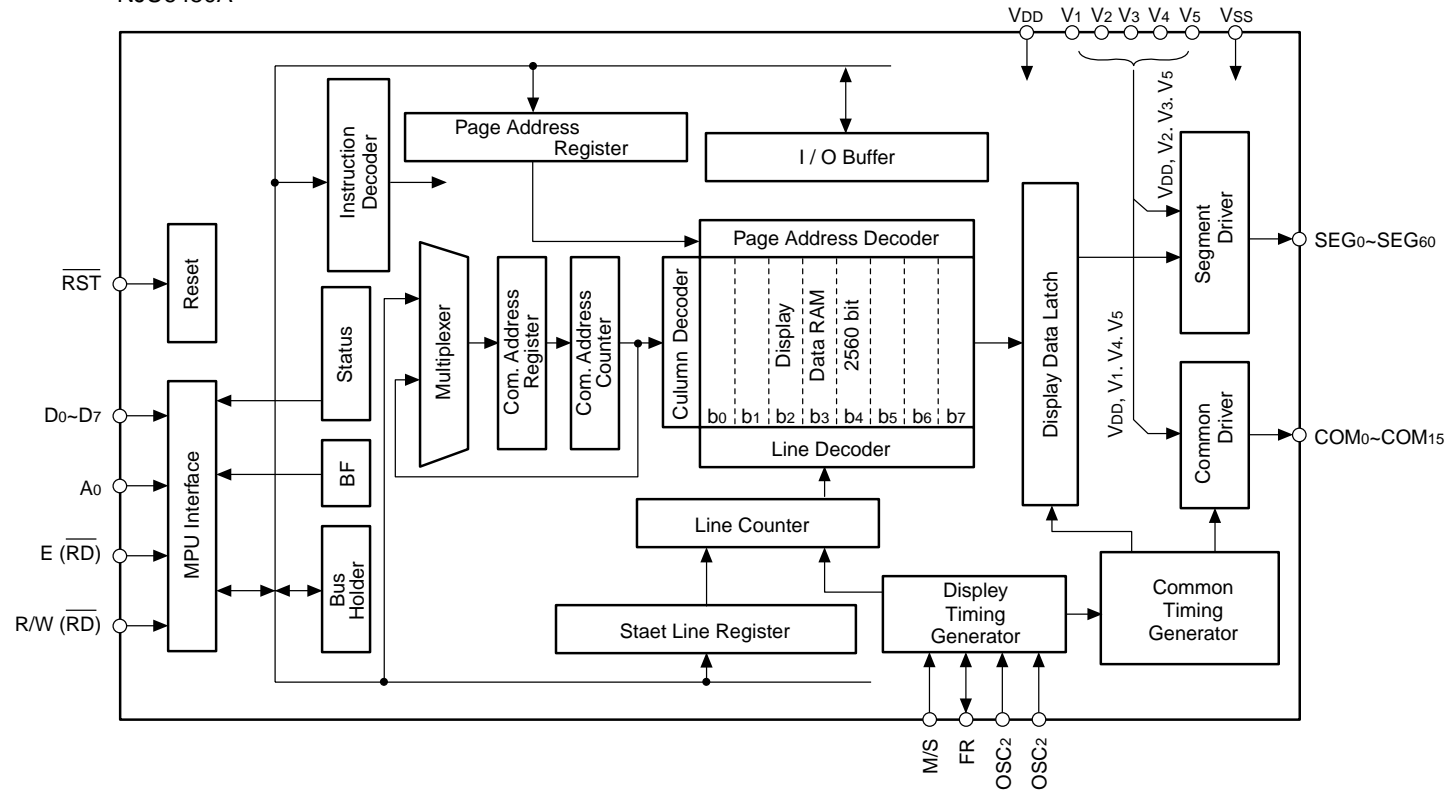 VDD V1 V2 V3 V4 V5 VSS
Page Address
Register
I / O Buffer
Instruction
Decoder
VDD, V2. V3. V5
Segment
Driver
SEG0~SEG60
Reset
RST
Page Address Decoder
Multiplexer
Com. Address
Register
Com. Address
Counter
Culumn Decoder
Display
Data RAM
2560 bit
b0 b1 b2 b3 b4 b5 b6 b7
Line Decoder
Display Data Latch
VDD, V1. V4. V5
Common
Driver
COM0~COM15
Status
D0~D7
A0
E (RD)
R/W (RD)
MPU Interface
BF
Bus
Holder
Line Counter
Staet Line Register
Display
Timing
Generator
Common
Timing
Generator
M/S
FR
OSC2
OSC2